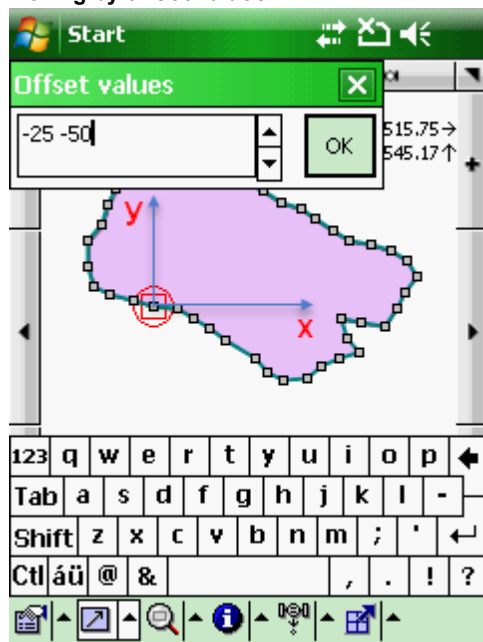 Start
Offset values
-25 -50
OK
515.75→
545.17↑
y
x
123 q w e r t y u i o p
Tab a s d f g h j k l -
Shift z x c v b n m ; '
Ctl áü @ & , . ! ?